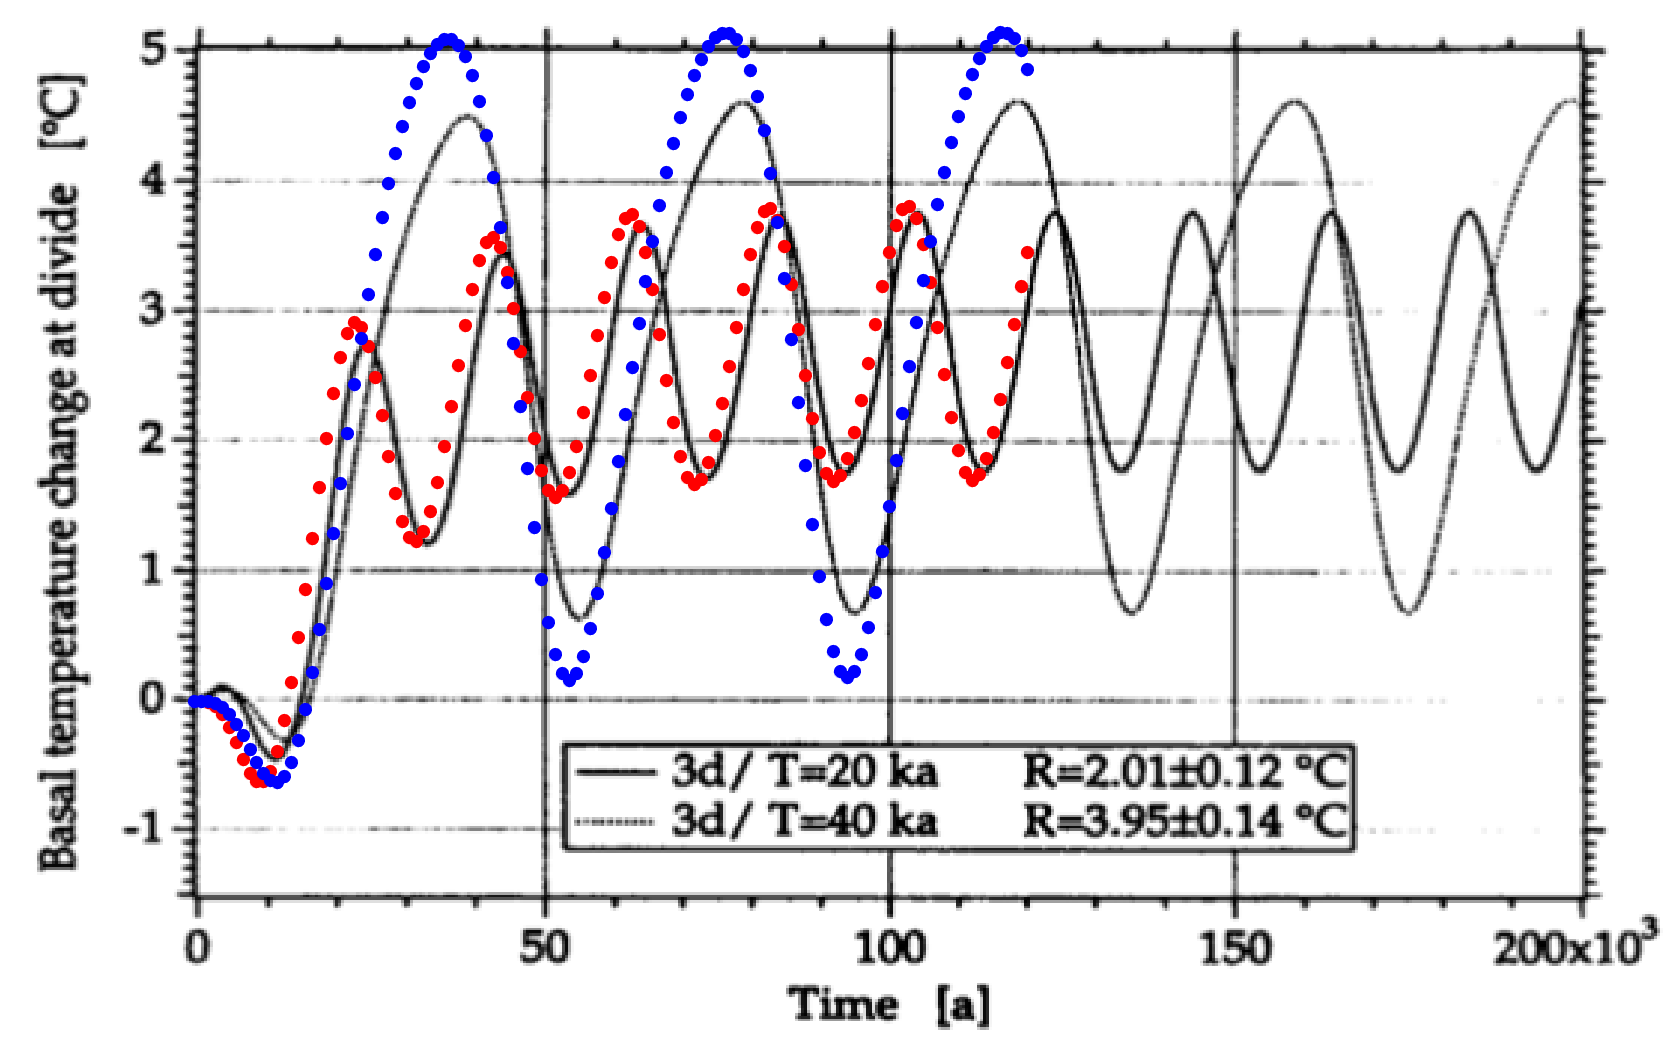 Basal temperature change at divide [°C]
5
4
3
2
1
0
-1
3d/ T=20 ka R=2.01±0.12 °C
3d/ T=40 ka R=3.95±0.14 °C
0 50 100 150 200x10³
Time [a]